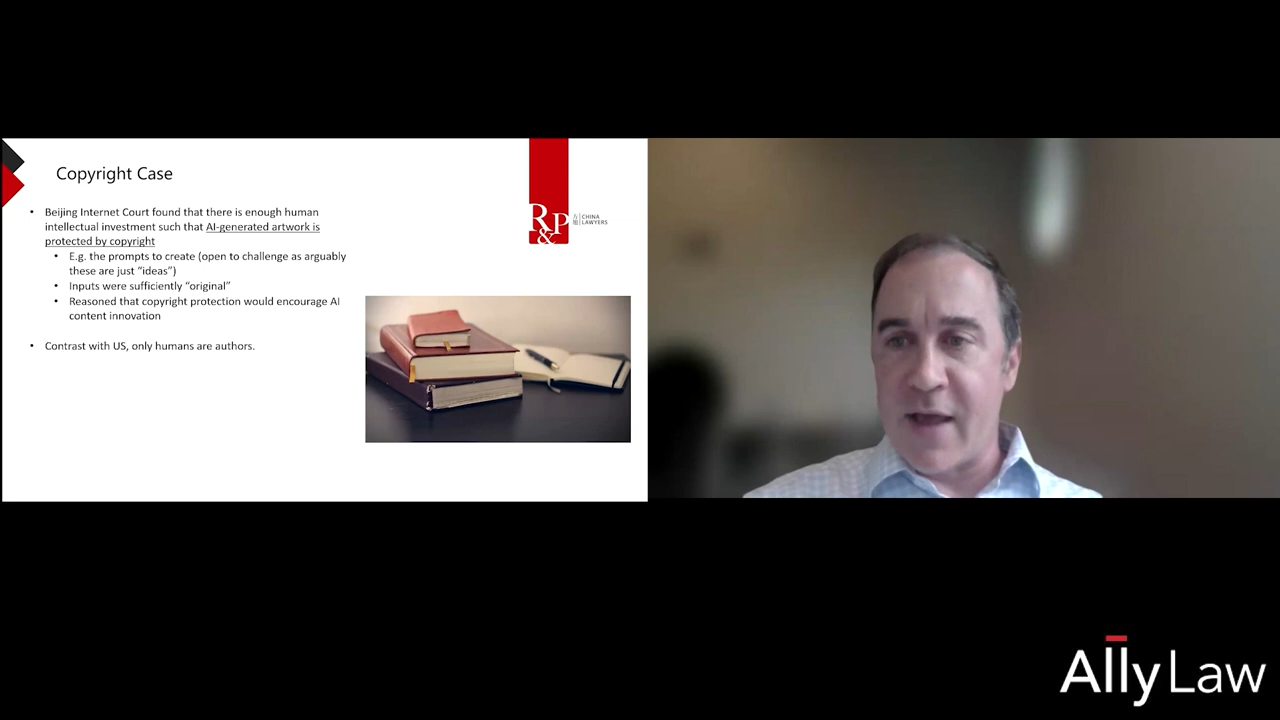 Copyright Case
• Beijing Internet Court found that there is enough human
intellectual investment such that AI-generated artwork is
protected by copyright
• E.g. the prompts to create (open to challenge as arguably
these are just “ideas”)
• Inputs were sufficiently “original”
• Reasoned that copyright protection would encourage AI
content innovation
• Contrast with US, only humans are authors.
R&P
CHINA
LAWYERS
Ally Law